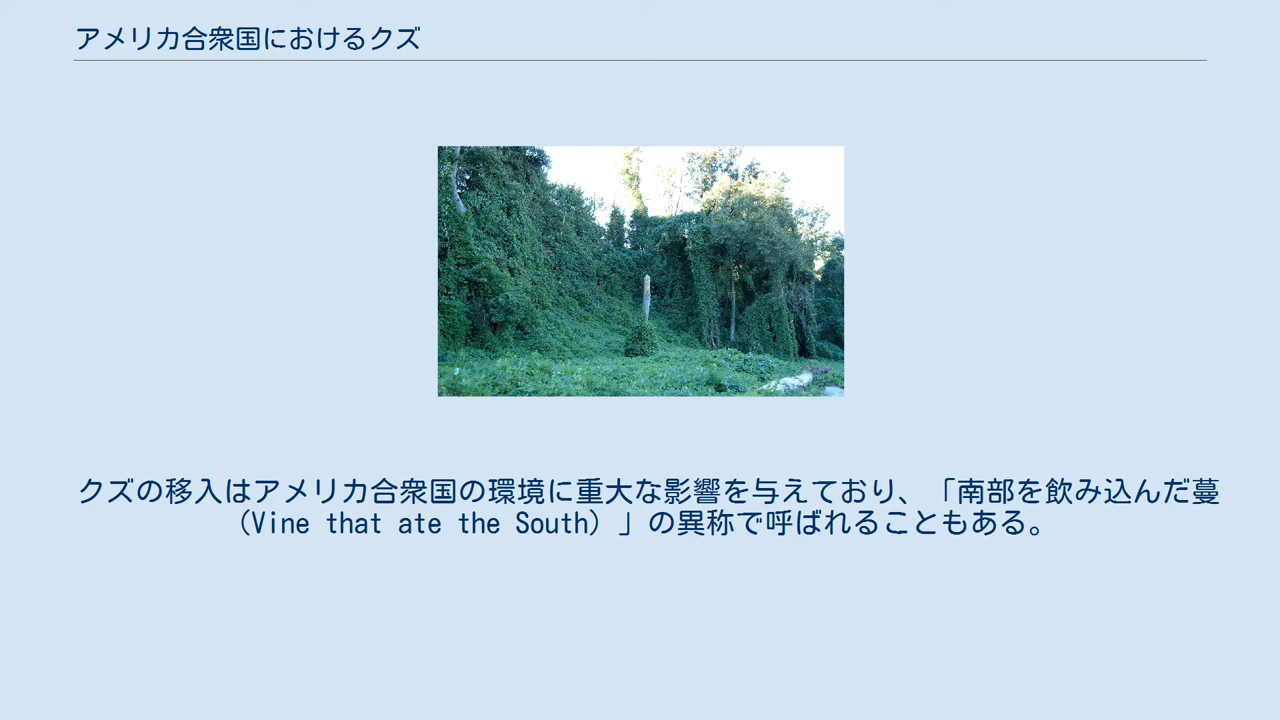 アメリカ合衆国におけるクズ
クズの移入はアメリカ合衆国の環境に重大な影響を与えており、「南部を飲み込んだ蔓
（Vine that ate the South）」の異称で呼ばれることもある。